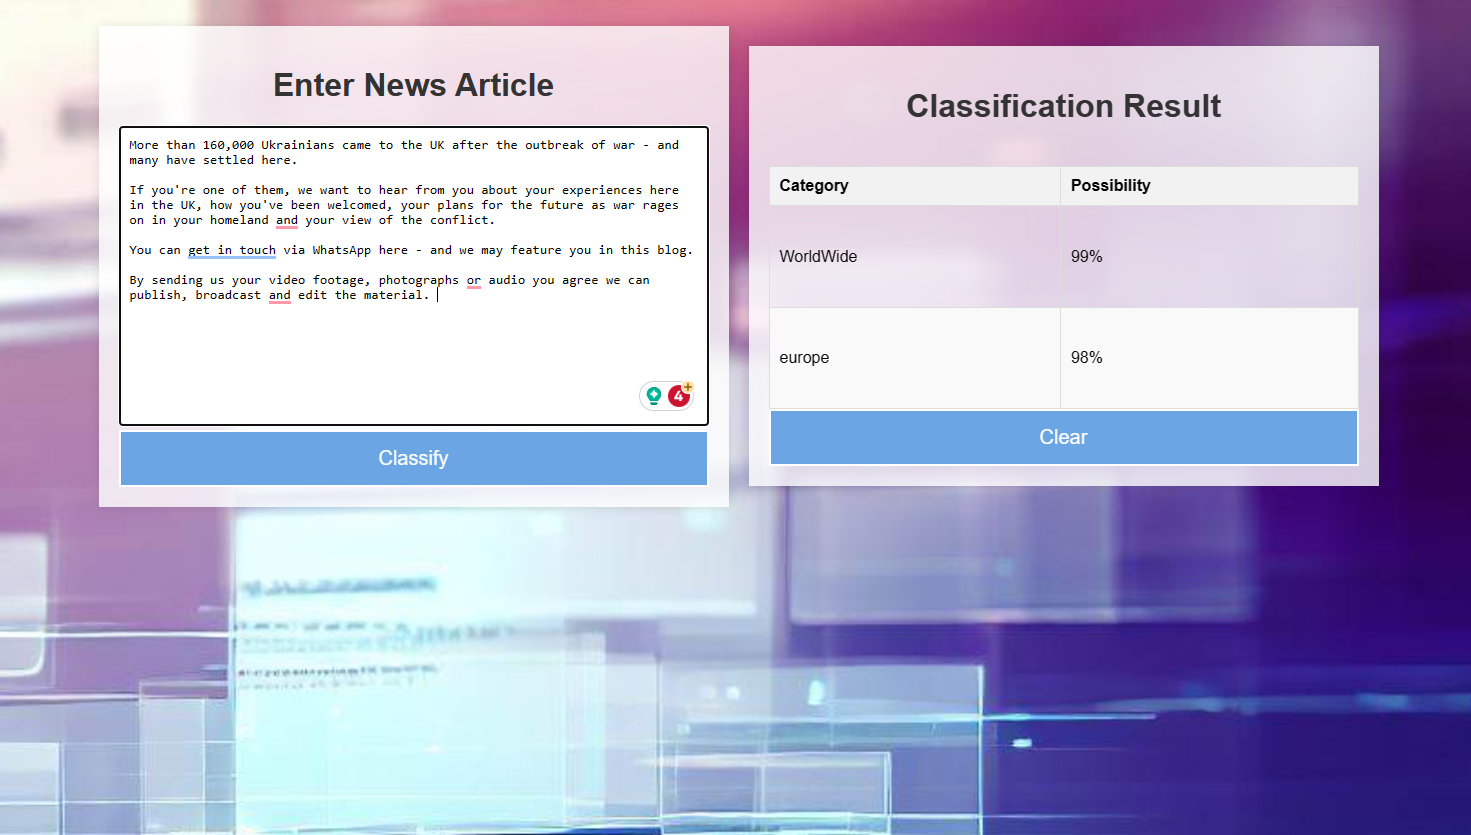 Enter News Article
More than 160,000 Ukrainians came to the UK after the outbreak of war - and
many have settled here.
If you're one of them, we want to hear from you about your experiences here
in the UK, how you've been welcomed, your plans for the future as war rages
on in your homeland and your view of the conflict.
You can get in touch via WhatsApp here - and we may feature you in this blog.
By sending us your video footage, photographs or audio you agree we can
publish, broadcast and edit the material.
4
Classify
Classification Result
Category Possibility
WorldWide 99%
europe 98%
Clear